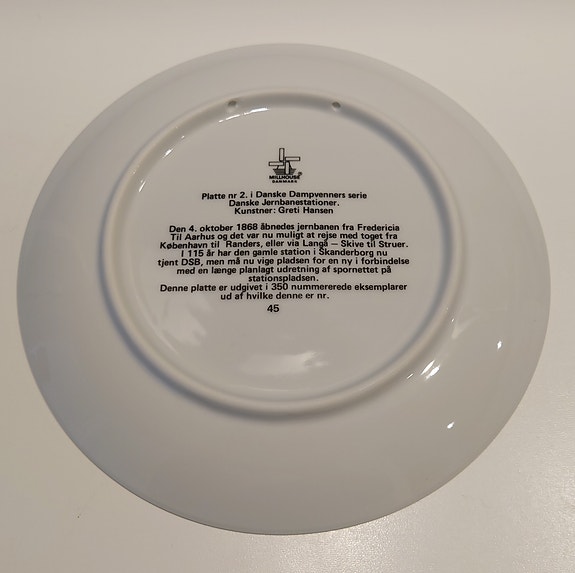 MILLHOUSE
DANMARK
Platte nr 2. i Danske Dampvenners serie
Danske Jernbanestationer.
Kunstner: Greti Hansen
Den 4. oktober 1868 åbnedes jernbanen fra Fredericia
Til Aarhus og det var nu muligt at rejse med toget fra
København til Randers, eller via Langå – Skive til Struer.
I 115 år har den gamle station i Skanderborg nu
tjent DSB, men må nu vige pladsen for en ny i forbindelse
med en længe planlagt udretning af spornettet på
stationspladsen.
Denne platte er udgivet i 350 nummererede eksemplarer
ud af hvilke denne er nr.
45